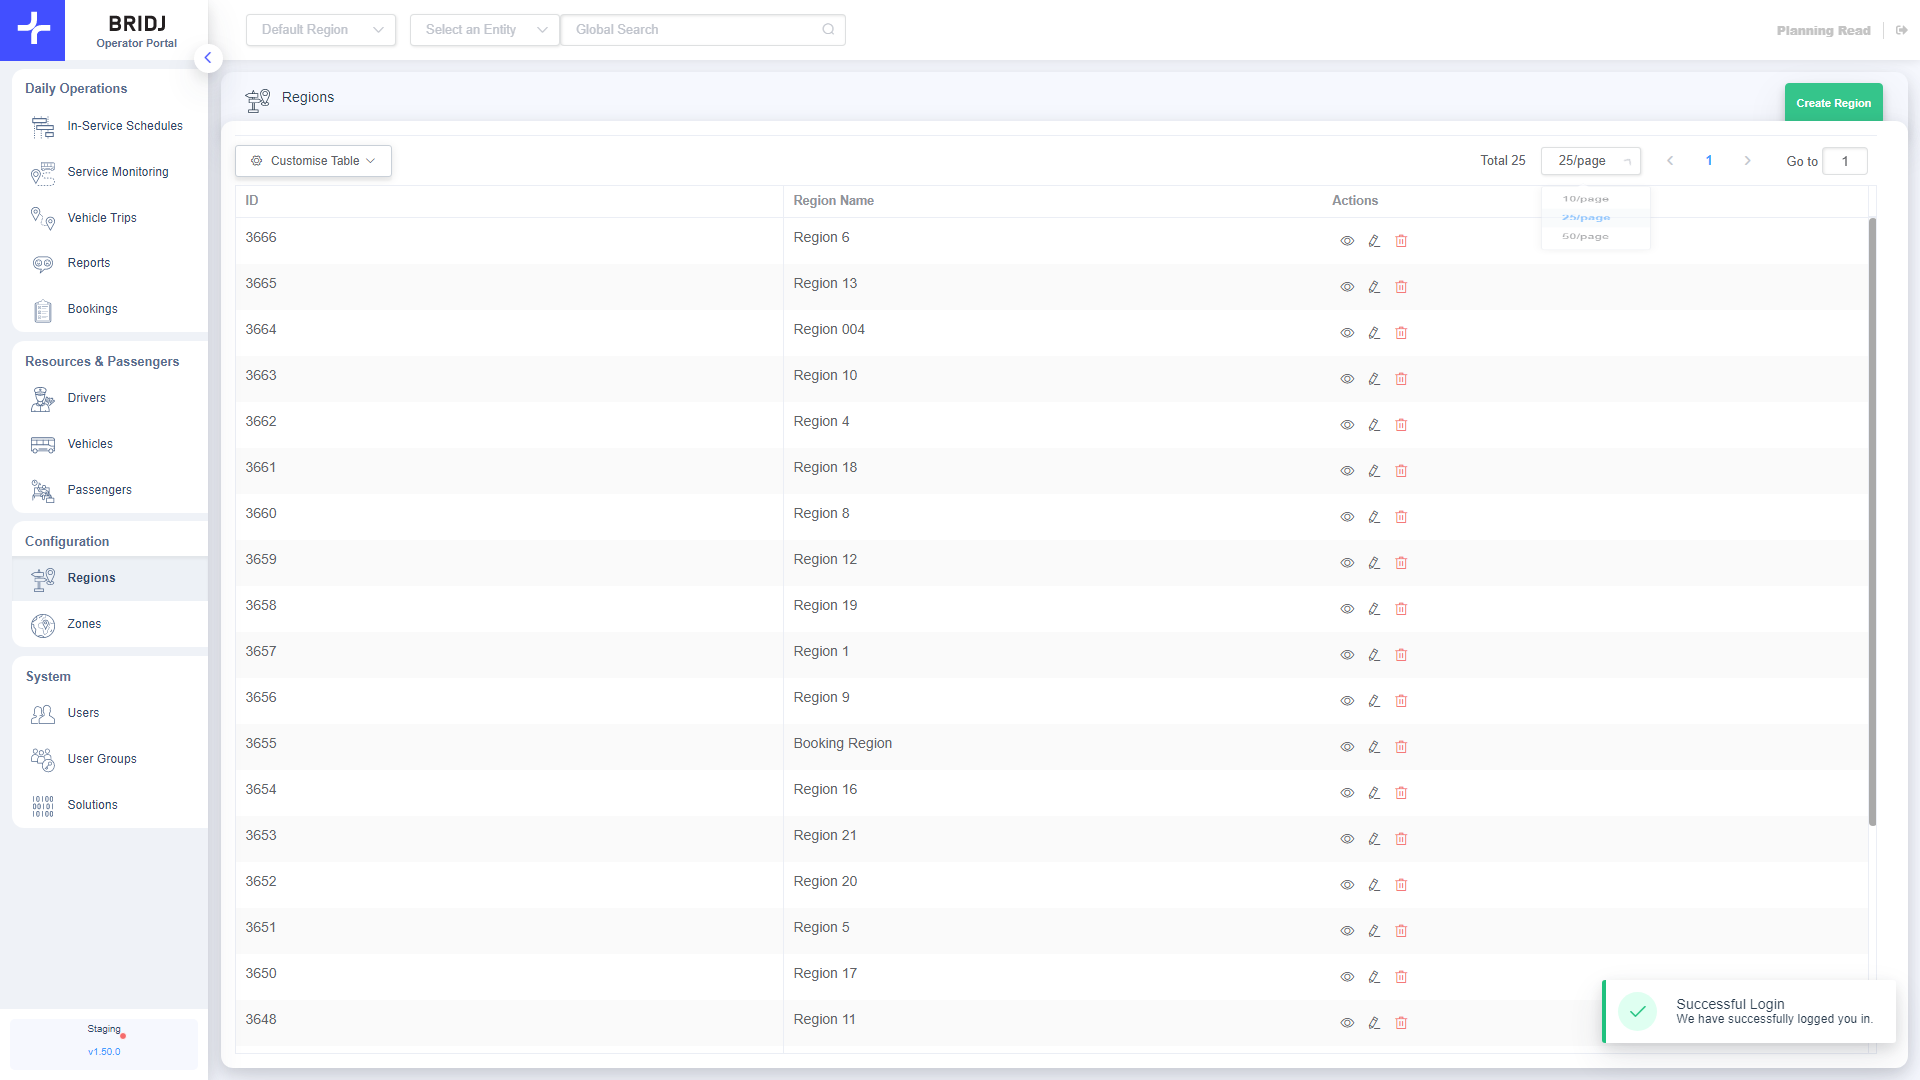 BRIDJ
Operator Portal
Default Region
Select an Entity
Global Search
Planning Read
Daily Operations
In-Service Schedules
Service Monitoring
Vehicle Trips
Reports
Bookings
Resources & Passengers
Drivers
Vehicles
Passengers
Configuration
Regions
Zones
System
Users
User Groups
Solutions
Staging
v1.50.0
Regions
Create Region
Customise Table
Total 25
25/page
1
Go to 1
10/page
25/page
50/page
ID Region Name Actions
3666 Region 6
3665 Region 13
3664 Region 004
3663 Region 10
3662 Region 4
3661 Region 18
3660 Region 8
3659 Region 12
3658 Region 19
3657 Region 1
3656 Region 9
3655 Booking Region
3654 Region 16
3653 Region 21
3652 Region 20
3651 Region 5
3650 Region 17
3648 Region 11
Successful Login
We have successfully logged you in.